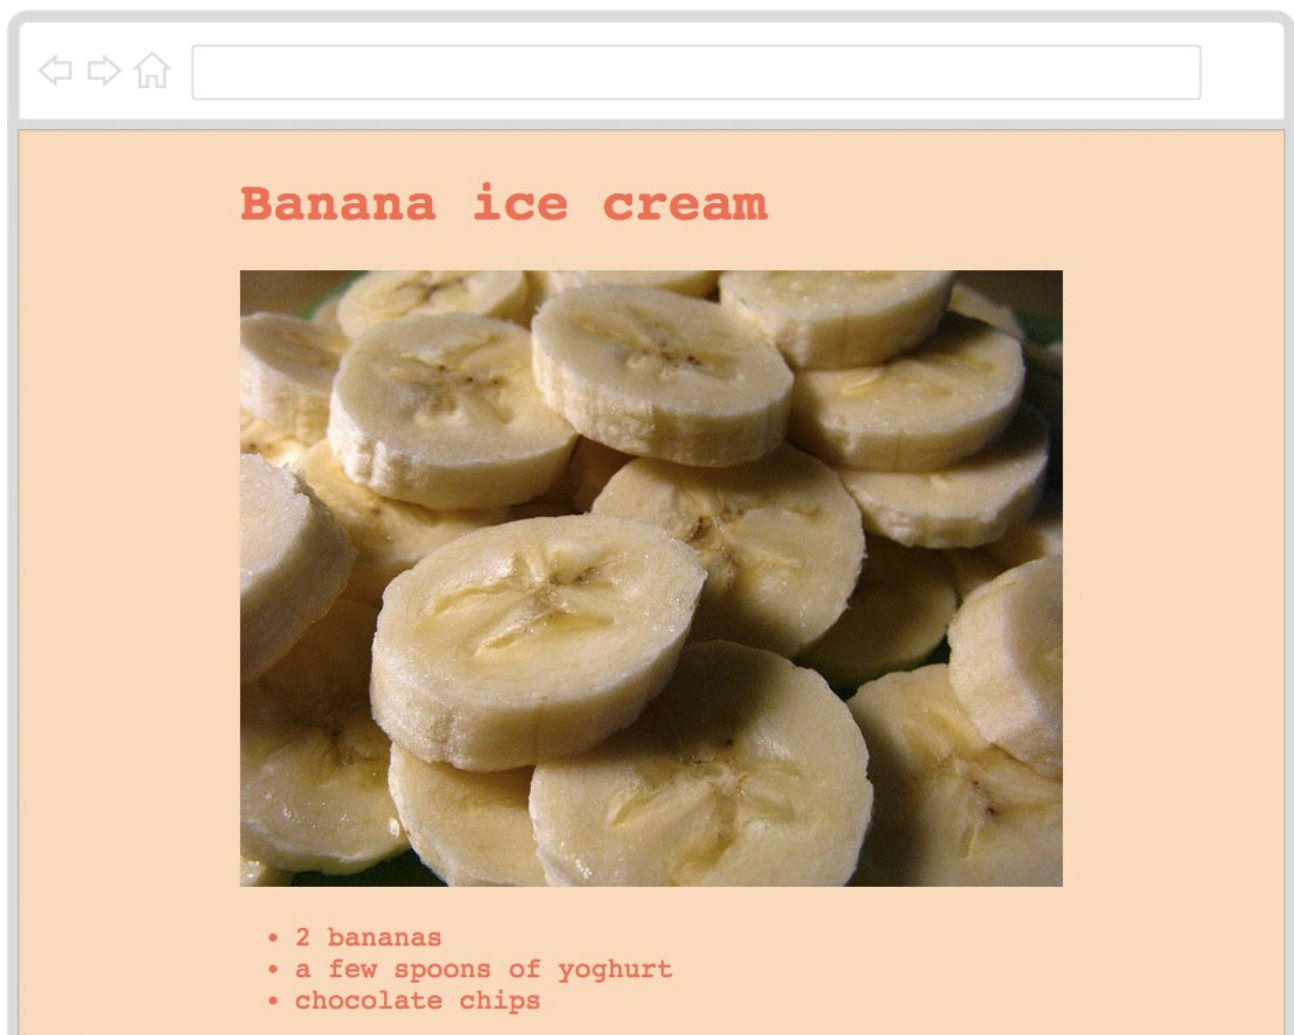 Banana ice cream
• 2 bananas
• a few spoons of yoghurt
• chocolate chips